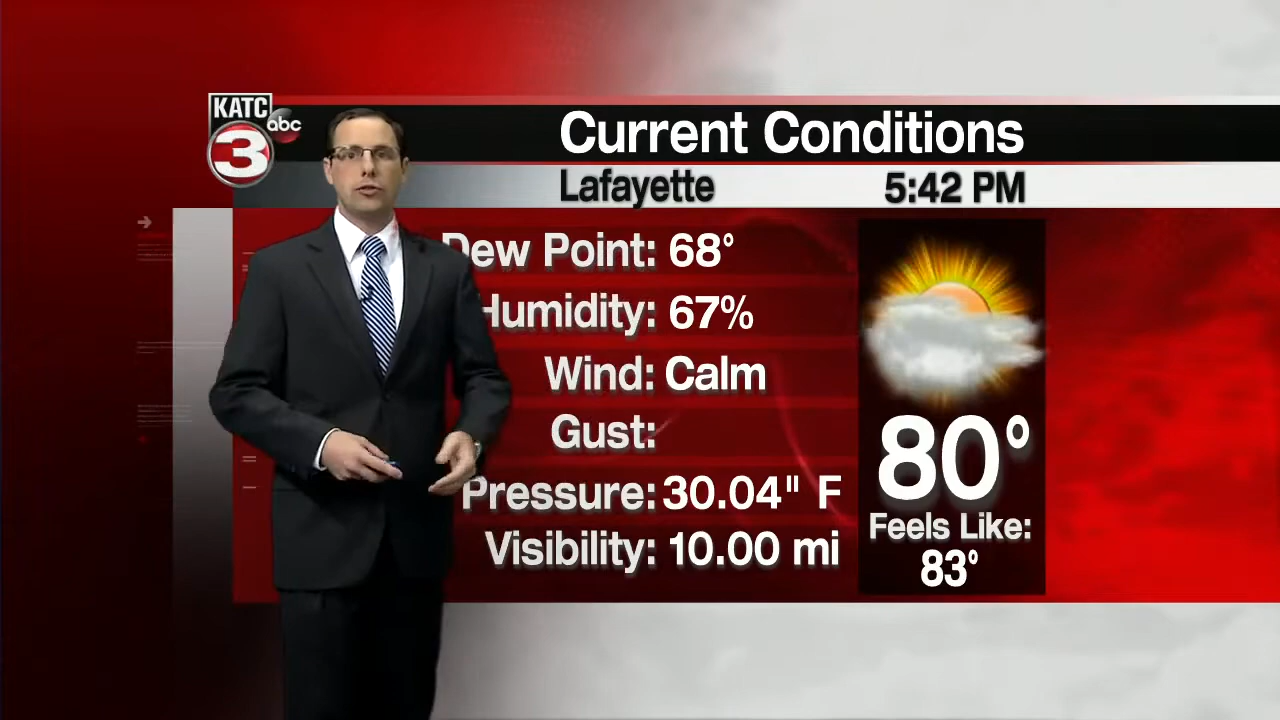 KATC
abc
3
Current Conditions
Lafayette 5:42 PM
Dew Point: 68°
Humidity: 67%
Wind: Calm
Gust:
Pressure: 30.04" F
Visibility: 10.00 mi
80°
Feels Like:
83°